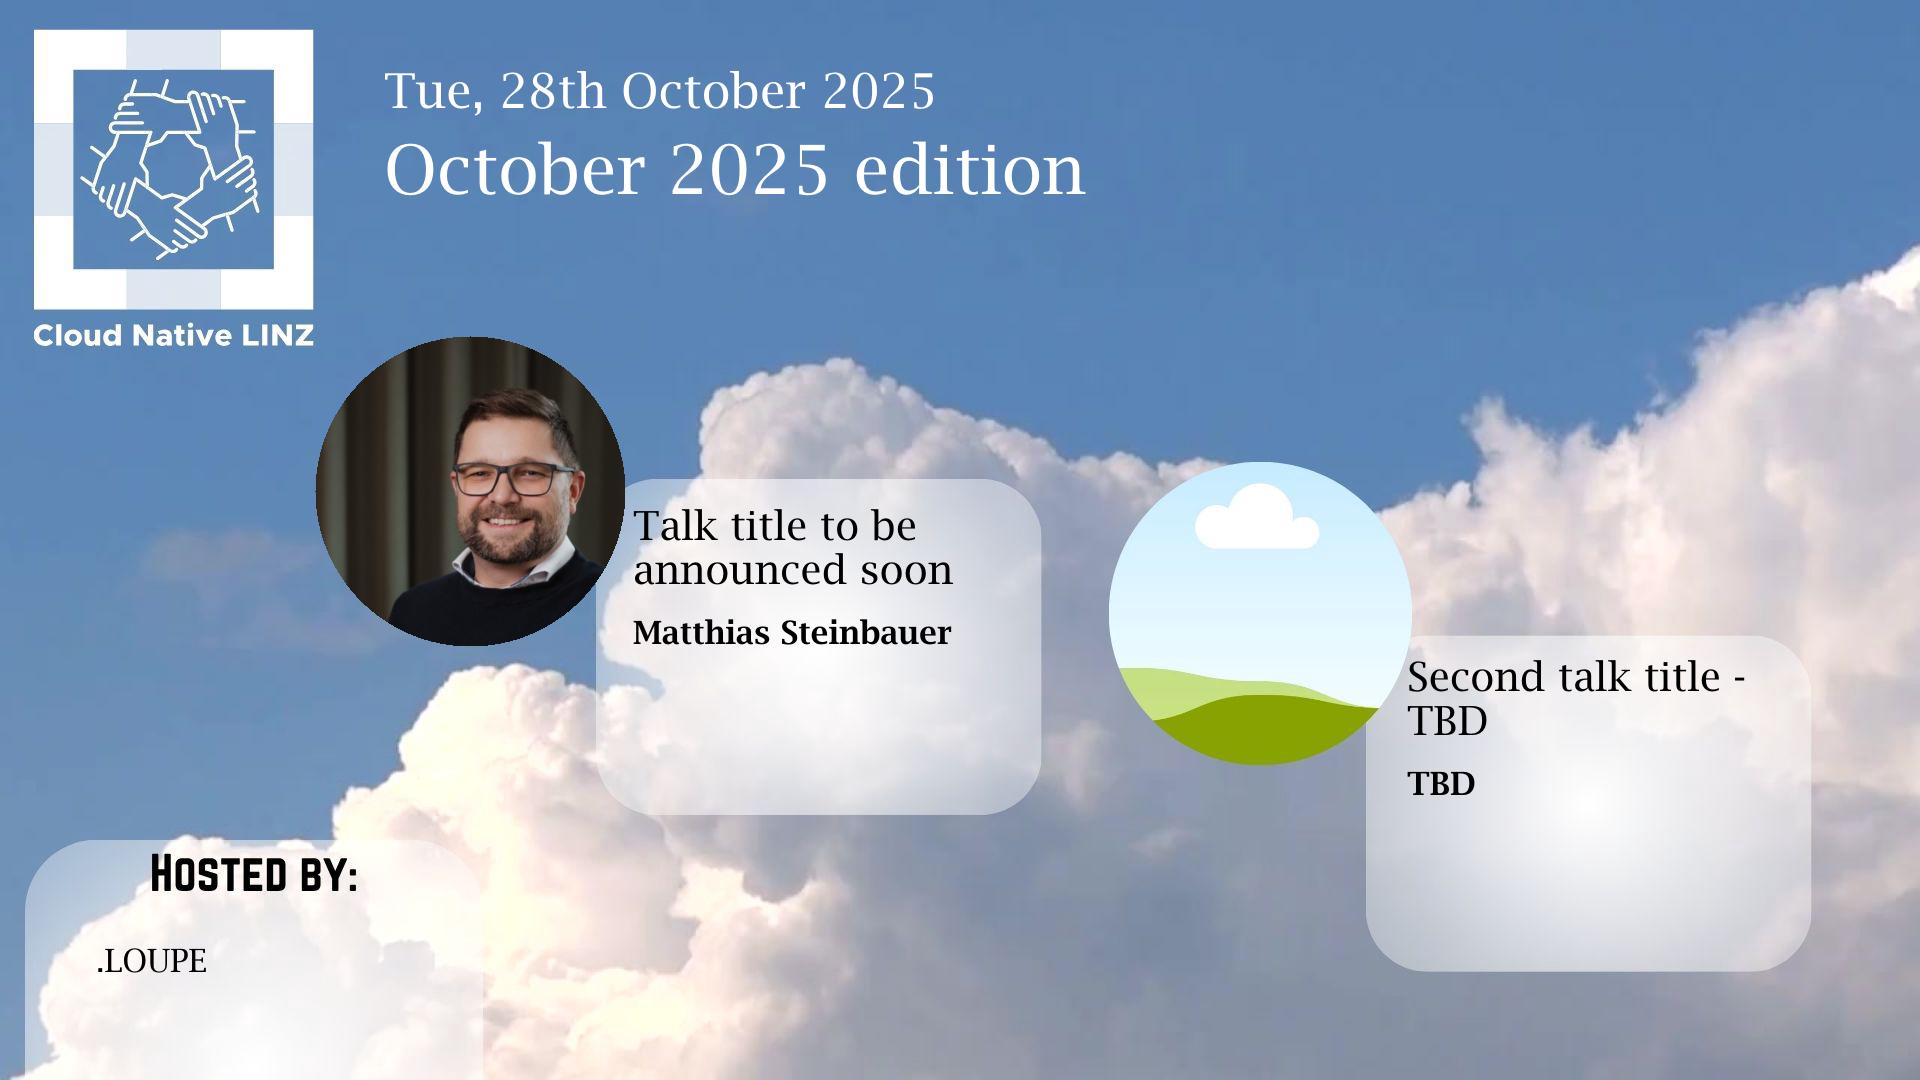 Tue, 28th October 2025
October 2025 edition
Cloud Native LINZ
Talk title to be
announced soon
Matthias Steinbauer
Second talk title -
TBD
TBD
HOSTED BY:
.LOUPE